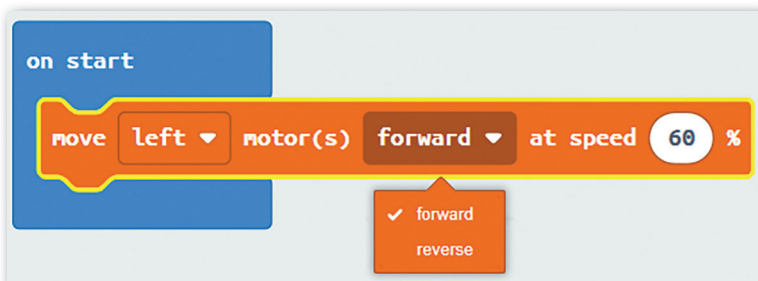 on start
move left motor(s) forward at speed 60 %
forward
reverse